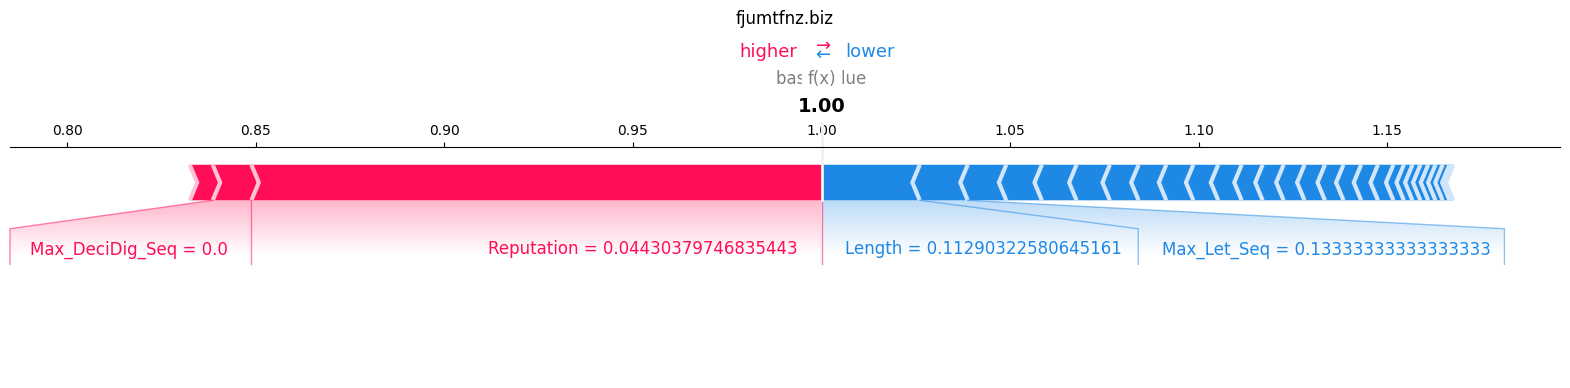 fjumtfnz.biz
higher ⇄ lower
bas f(x) lue
1.00
0.80 0.85 0.90 0.95 1.00 1.05 1.10 1.15
Max_DeciDig_Seq = 0.0 Reputation = 0.04430379746835443 Length = 0.11290322580645161 Max_Let_Seq = 0.13333333333333333